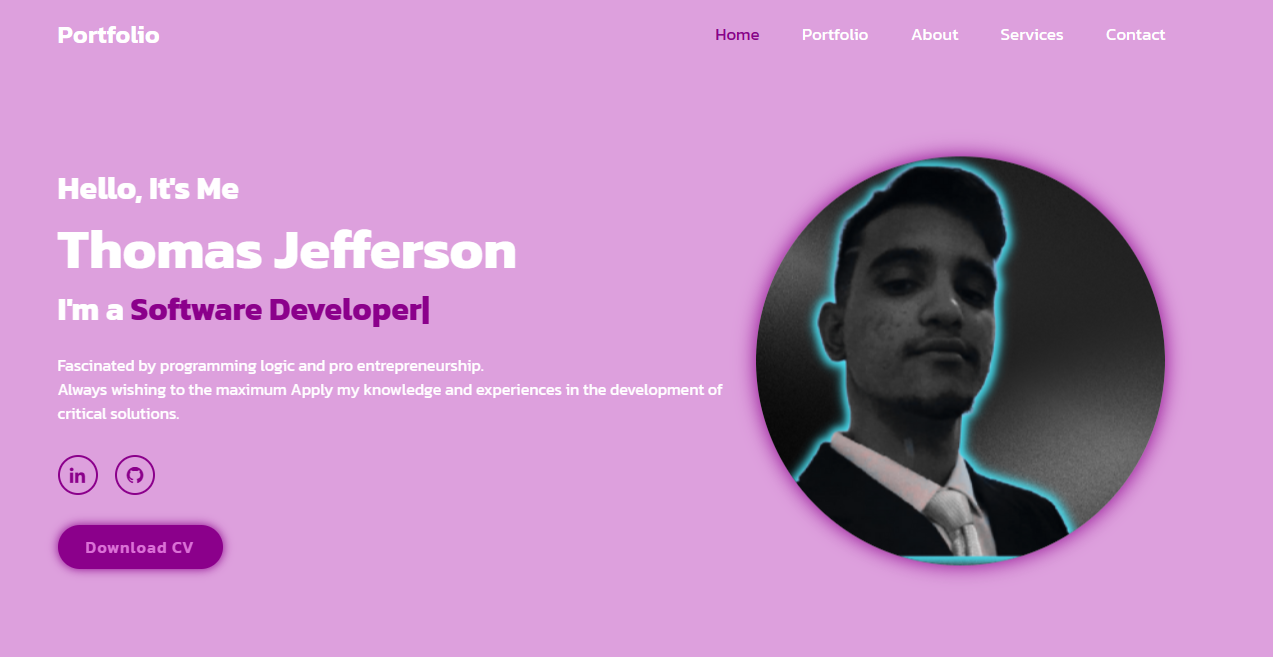 Portfolio
Home Portfolio About Services Contact
Hello, It's Me
Thomas Jefferson
I'm a Software Developer|
Fascinated by programming logic and pro entrepreneurship.
Always wishing to the maximum Apply my knowledge and experiences in the development of
critical solutions.
in
Download CV